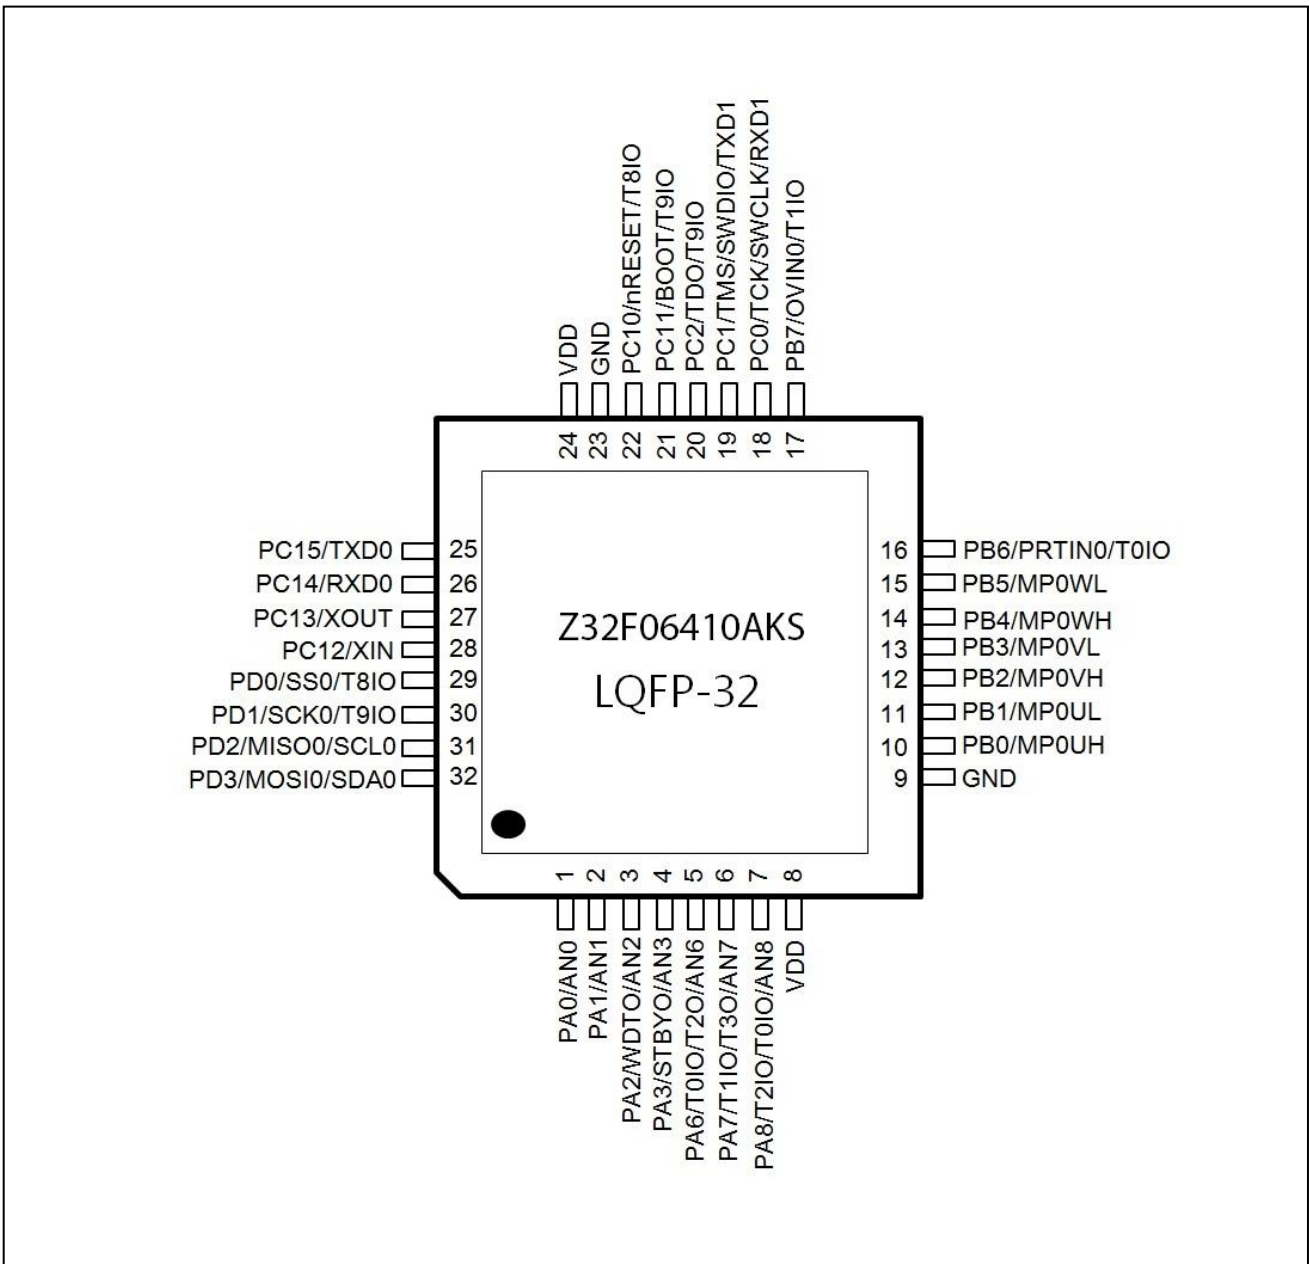 VDD
GND
PC10/nRESET/T8IO
PC11/BOOT/T9IO
PC2/TDO/T9IO
PC1/TMS/SWDIO/TXD1
PC0/TCK/SWCLK/RXD1
PB7/OVIN0/T1IO
24
23
22
21
20
19
18
17
PC15/TXD0 25
PC14/RXD0 26
PC13/XOUT 27
PC12/XIN 28
PD0/SS0/T8IO 29
PD1/SCK0/T9IO 30
PD2/MISO0/SCL0 31
PD3/MOSI0/SDA0 32
Z32F06410AKS
LQFP-32
16 PB6/PRTIN0/T0IO
15 PB5/MP0WL
14 PB4/MP0WH
13 PB3/MP0VL
12 PB2/MP0VH
11 PB1/MP0UL
10 PB0/MP0UH
9 GND
1
2
3
4
5
6
7
8
PA0/AN0
PA1/AN1
PA2/WDTO/AN2
PA3/STBYO/AN3
PA6/T0IO/T2O/AN6
PA7/T1IO/T3O/AN7
PA8/T2IO/T0IO/AN8
VDD